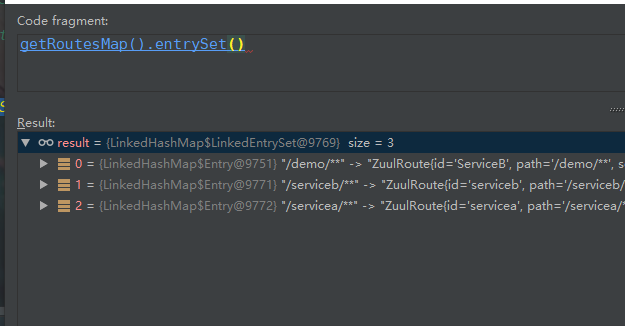 Code fragment:
getRoutesMap().entrySet()
Result:
result = {LinkedHashMap$LinkedEntrySet@9769} size = 3
0 = {LinkedHashMap$Entry@9751} "/demo/**" -> "ZuulRoute{id='ServiceB', path='/demo/**', s
1 = {LinkedHashMap$Entry@9771} "/serviceb/**" -> "ZuulRoute{id='serviceb', path='/serviceb/
2 = {LinkedHashMap$Entry@9772} "/servicea/**" -> "ZuulRoute{id='servicea', path='/servicea/*